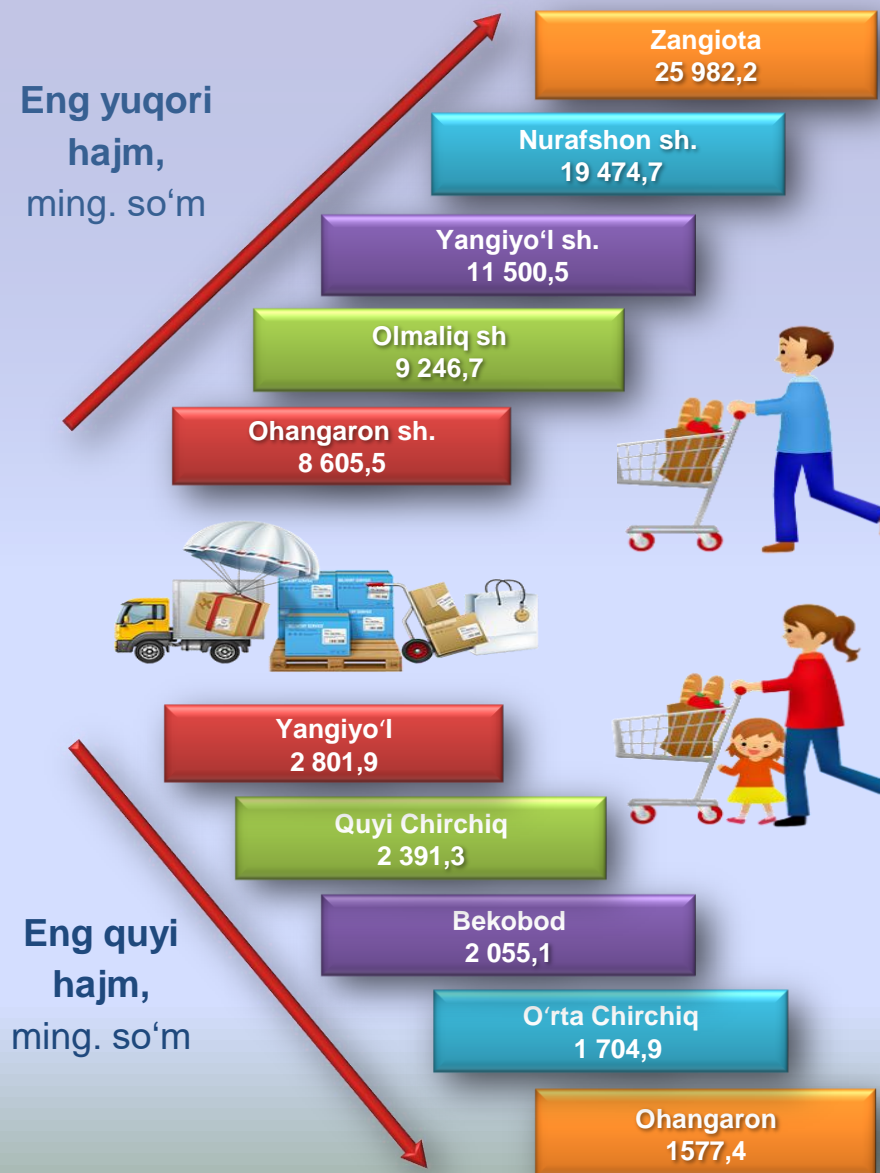 Eng yuqori
hajm,
ming. so‘m
Zangiota
25 982,2
Nurafshon sh.
19 474,7
Yangiyo‘l sh.
11 500,5
Olmaliq sh
9 246,7
Ohangaron sh.
8 605,5
Yangiyo‘l
2 801,9
Quyi Chirchiq
2 391,3
Bekobod
2 055,1
O‘rta Chirchiq
1 704,9
Ohangaron
1577,4
Eng quyi
hajm,
ming. so‘m